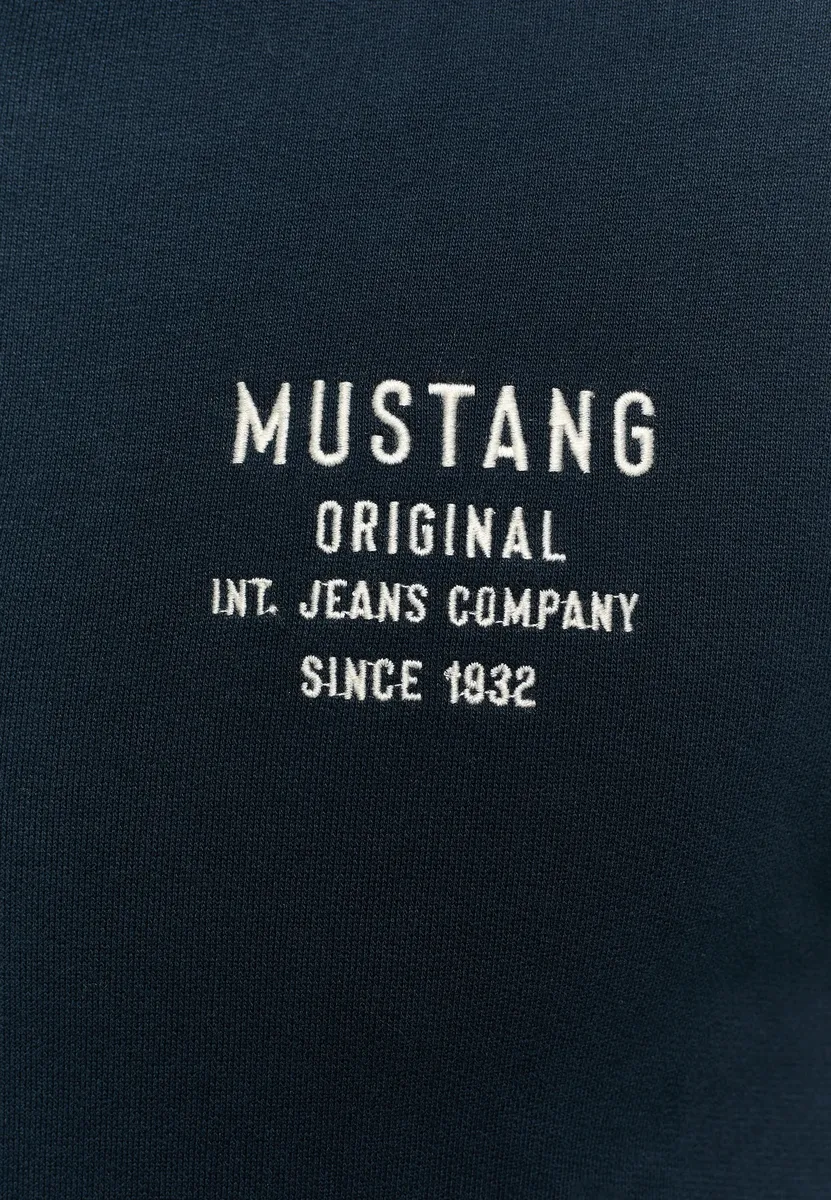 MUSTANG
ORIGINAL
INT. JEANS COMPANY
SINCE 1932